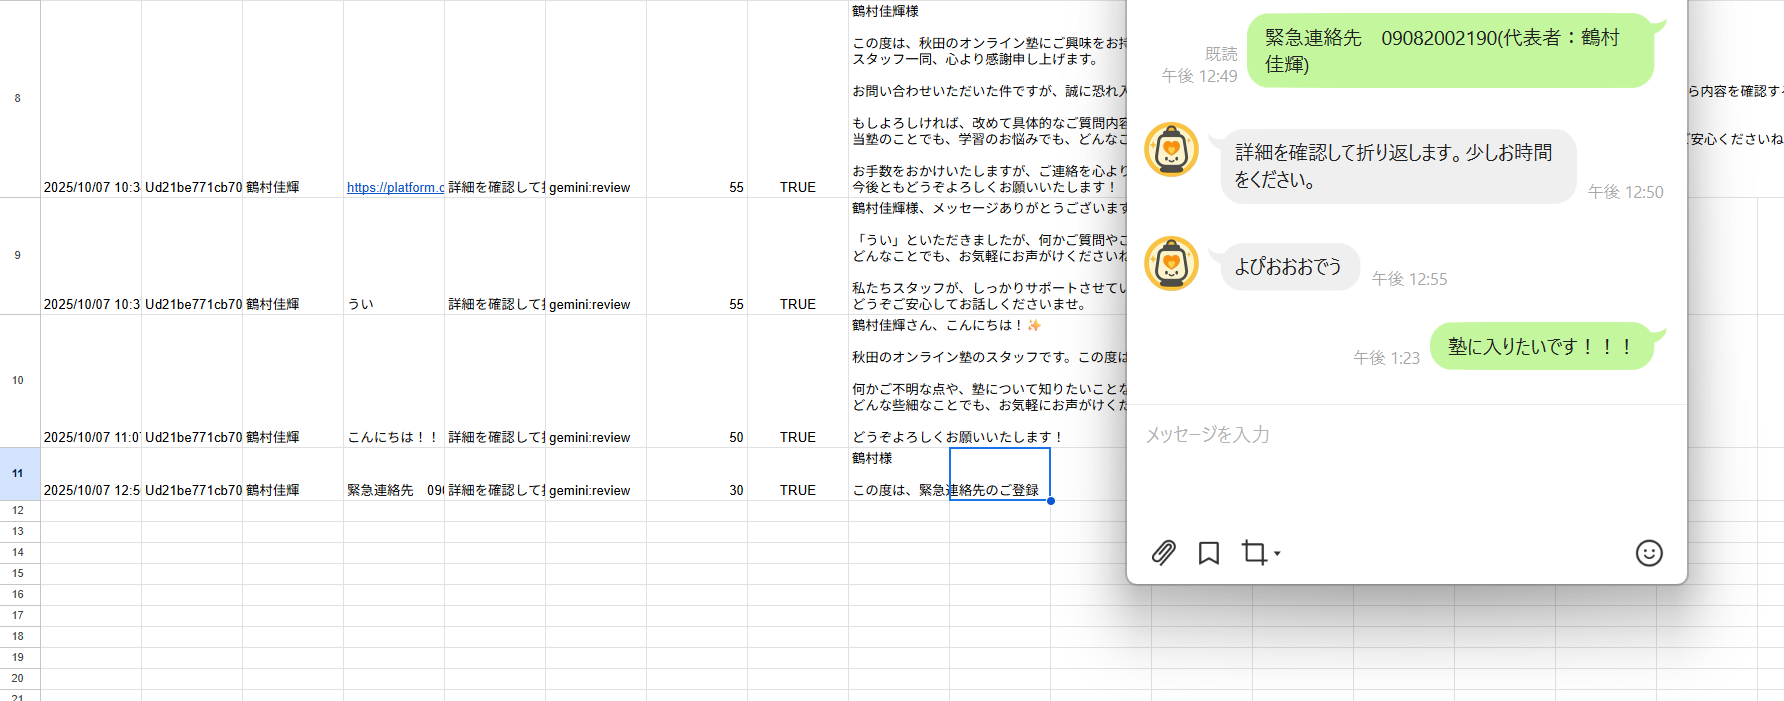 鶴村佳輝様
この度は、秋田のオンライン塾にご興味をお持
スタッフ一同、心より感謝申し上げます。
お問い合わせいただいた件ですが、誠に恐れ入
ら内容を確認す
もしよろしければ、改めて具体的なご質問内容
当塾のことでも、学習のお悩みでも、どんなこ
ご安心くださいね
お手数をおかけいたしますが、ご連絡を心より
今後ともどうぞよろしくお願いいたします！
8
2025/10/07 10:3
Ud21be771cb70
鶴村佳輝
https://platform.c
詳細を確認して
gemini:review
55
TRUE
鶴村佳輝様、メッセージありがとうございます
「うい」といただきましたが、何かご質問やご
どんなことでも、お気軽にお声がけくださいね
私たちスタッフが、しっかりサポートさせてい
どうぞご安心してお話しくださいませ。
9
2025/10/07 10:3
Ud21be771cb70
鶴村佳輝
うい
詳細を確認して
gemini:review
55
TRUE
鶴村佳輝さん、こんにちは！✨
秋田のオンライン塾のスタッフです。この度は
何かご不明な点や、塾について知りたいことな
どんな些細なことでも、お気軽にお声がけくだ
どうぞよろしくお願いいたします！
10
2025/10/07 11:0
Ud21be771cb70
鶴村佳輝
こんにちは！！
詳細を確認して
gemini:review
50
TRUE
鶴村様
この度は、緊急連絡先のご登録
11
2025/10/07 12:5
Ud21be771cb70
鶴村佳輝
緊急連絡先　09
詳細を確認して
gemini:review
30
TRUE
12
13
14
15
16
17
18
19
20
21
緊急連絡先　09082002190(代表者：鶴村
佳輝)
既読
午後 12:49
詳細を確認して折り返します。少しお時間
をください。
午後 12:50
よぴおおおでう
午後 12:55
塾に入りたいです！！！
午後 1:23
メッセージを入力